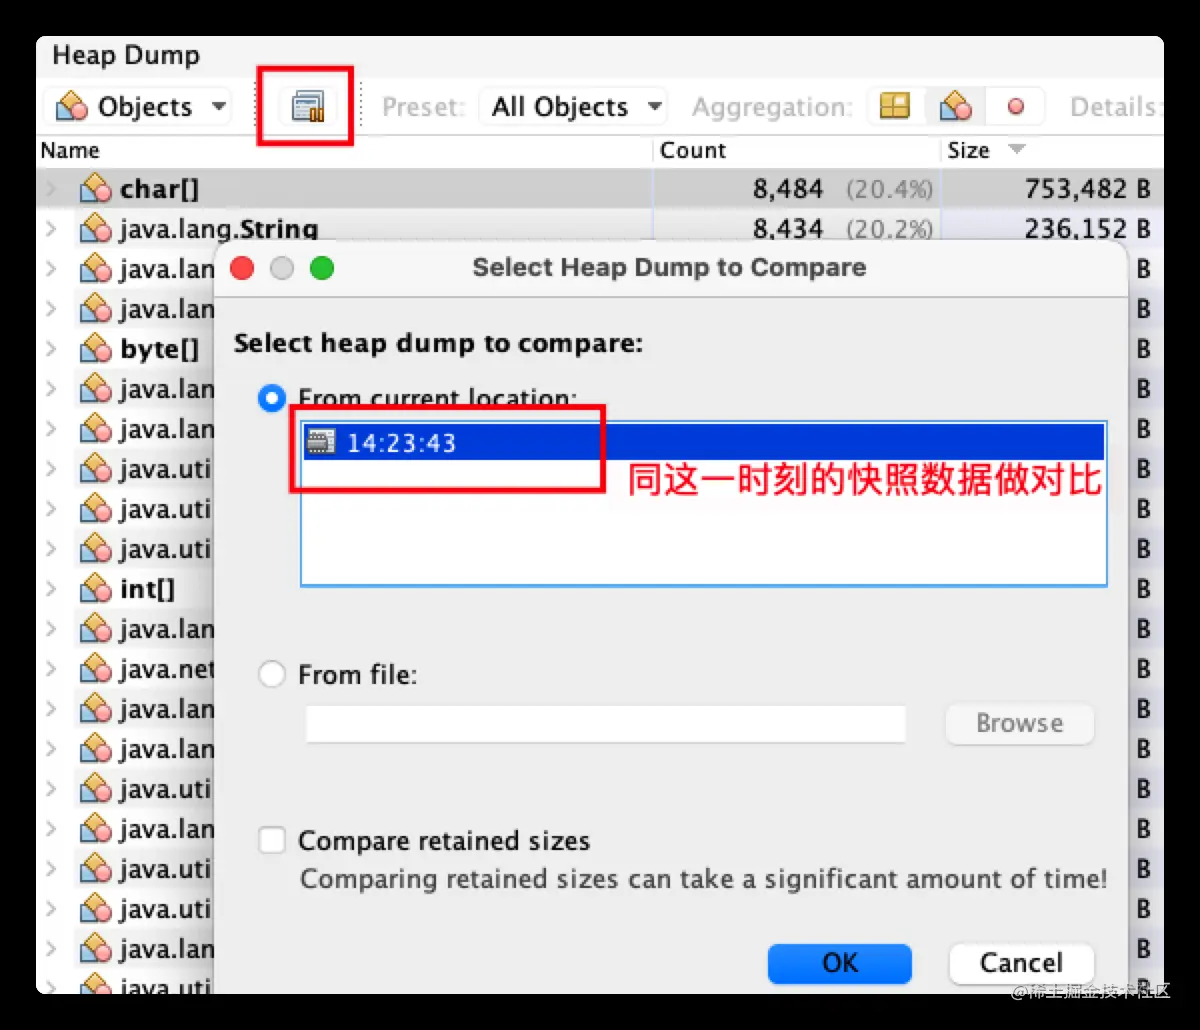 Heap Dump
Objects Preset: All Objects Aggregation: Details:
Name Count Size
char[] 8,484 (20.4%) 753,482 B
java.lang.String 8,434 (20.2%) 236,152 B
Select Heap Dump to Compare
java.lan B
java.lan B
Select heap dump to compare:
byte[] B
From current location:
java.lan B
14:23:43
java.lan B
同这一时刻的快照数据做对比
java.uti B
java.uti B
java.uti B
int[] B
java.lan B
From file:
java.net B
java.lan B
Browse
java.lan B
java.uti B
Compare retained sizes
java.lan B
Comparing retained sizes can take a significant amount of time!
java.uti B
java.uti B
java.lan B
OK Cancel
java.uti B
@稀土掘金技术社区